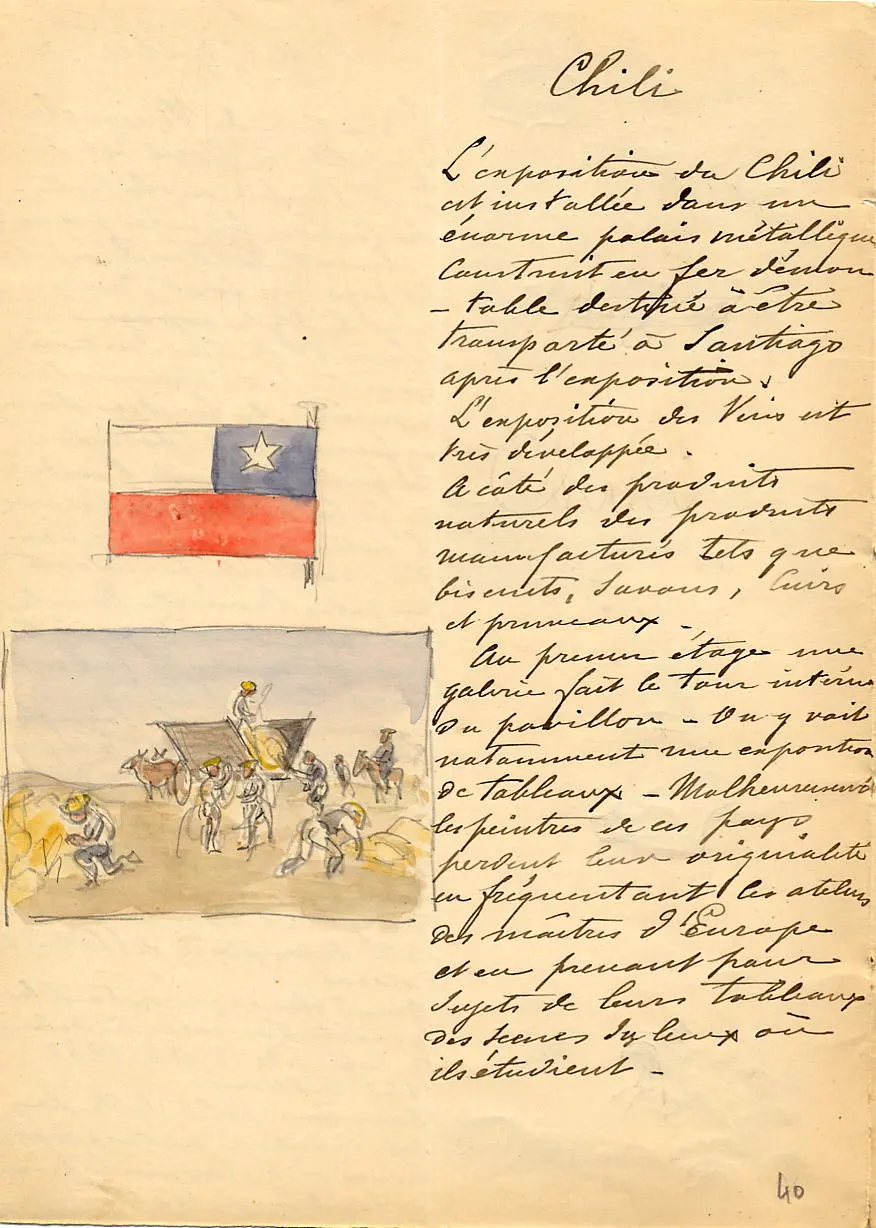 Chili
L'exposition du Chili
est installée dans un
énorme palais métallique
Construit en fer démon
- table destiné à être
transporté à Santiago
après l'exposition.
L'exposition des Vins est
très développée.
A côté des produits
naturels des produits
manufacturés tels que
biscuits, savons, cuirs
et pruneaux -
Au premier étage une
galerie fait le tour interne
du pavillon - On y voit
notamment une exposition
de tableaux - Malheureusement
les peintres de ces pays
perdent leur originalité
en fréquentant les ateliers
des maîtres d'Europe
et en prenant pour
sujets de leurs tableaux
des scènes du lieux où
ils étudient -
40